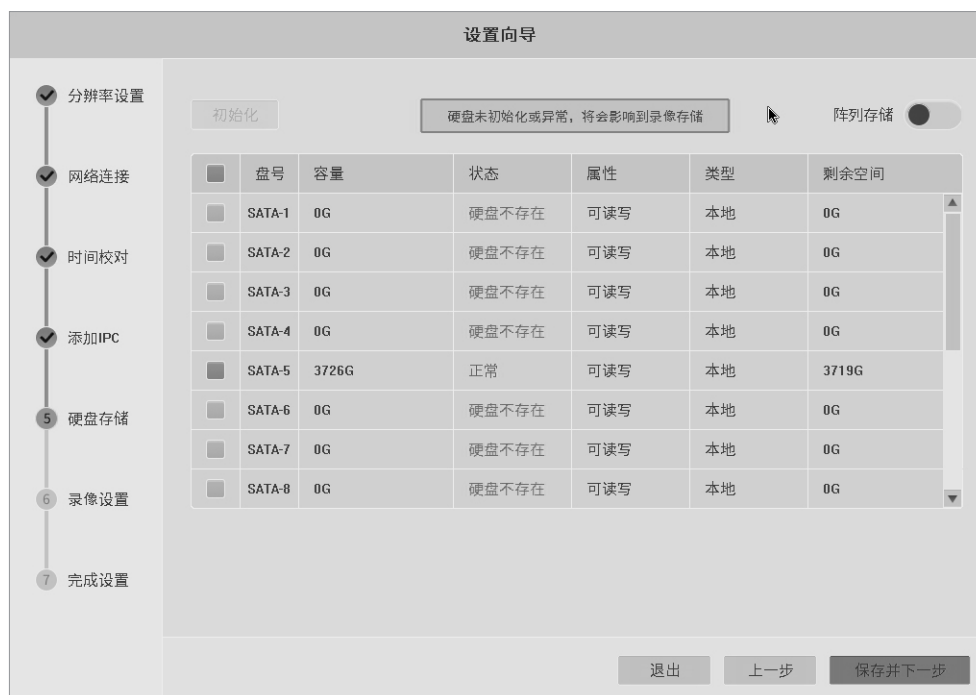 设置向导
分辨率设置
网络连接
时间校对
添加IPC
5 硬盘存储
6 录像设置
7 完成设置
初始化 硬盘未初始化或异常，将会影响到录像存储 阵列存储
盘号 容量 状态 属性 类型 剩余空间
SATA-1 0G 硬盘不存在 可读写 本地 0G
SATA-2 0G 硬盘不存在 可读写 本地 0G
SATA-3 0G 硬盘不存在 可读写 本地 0G
SATA-4 0G 硬盘不存在 可读写 本地 0G
SATA-5 3726G 正常 可读写 本地 3719G
SATA-6 0G 硬盘不存在 可读写 本地 0G
SATA-7 0G 硬盘不存在 可读写 本地 0G
SATA-8 0G 硬盘不存在 可读写 本地 0G
退出 上一步 保存并下一步